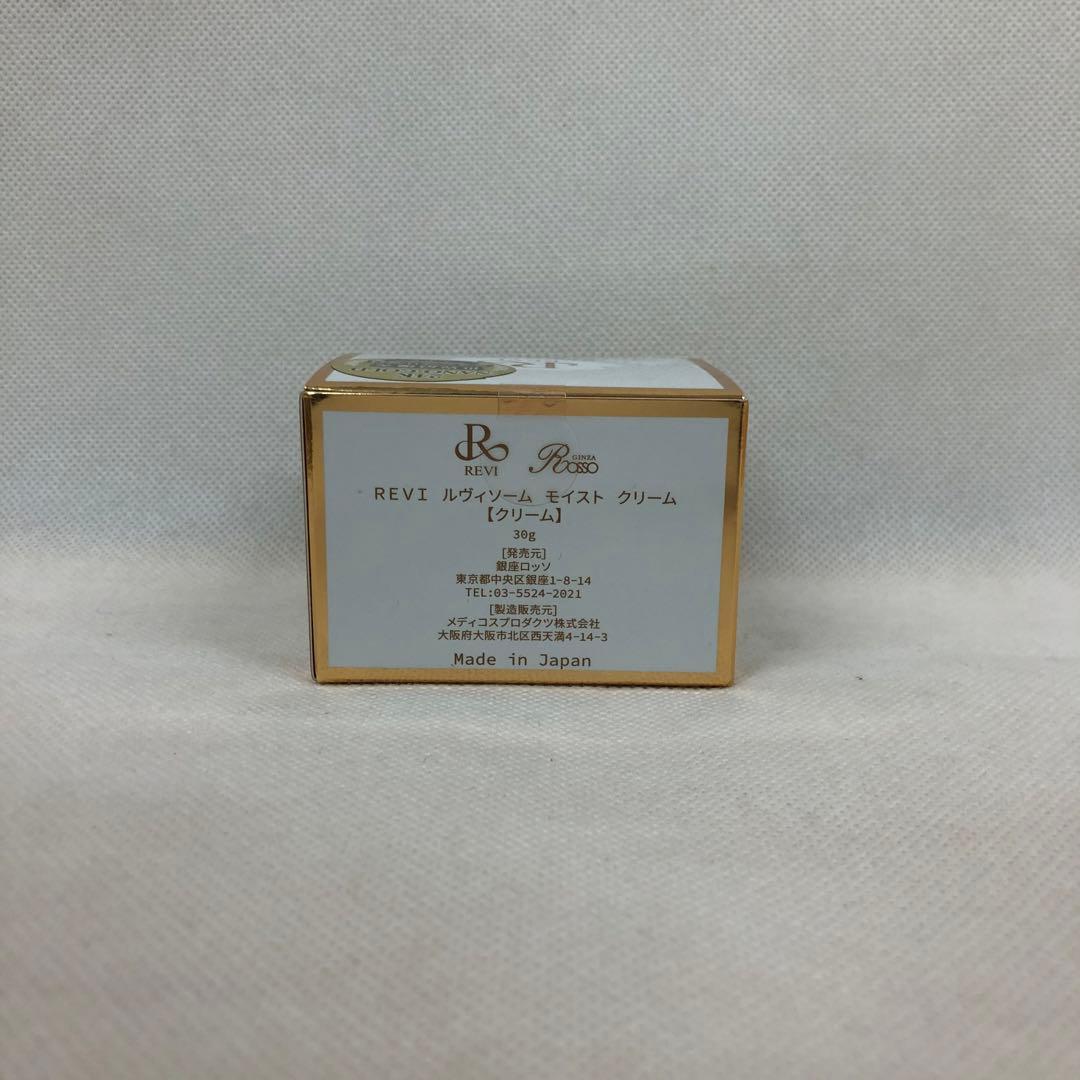 R
REVI
GINZA
Rosso
REVI ルヴィソーム モイスト クリーム
【クリーム】
30g
[発売元]
銀座ロッソ
東京都中央区銀座1-8-14
TEL:03-5524-2021
[製造販売元]
メディコスプロダクツ株式会社
大阪府大阪市北区西天満4-14-3
Made in Japan